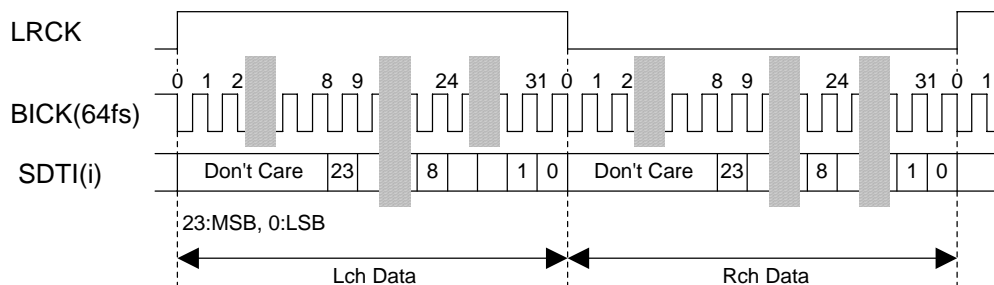 LRCK
0 1 2 8 9 24 31 0 1 2 8 9 24 31 0 1
BICK(64fs)
SDTI(i) Don't Care 23 8 1 0 Don't Care 23 8 1 0
23:MSB, 0:LSB
Lch Data Rch Data